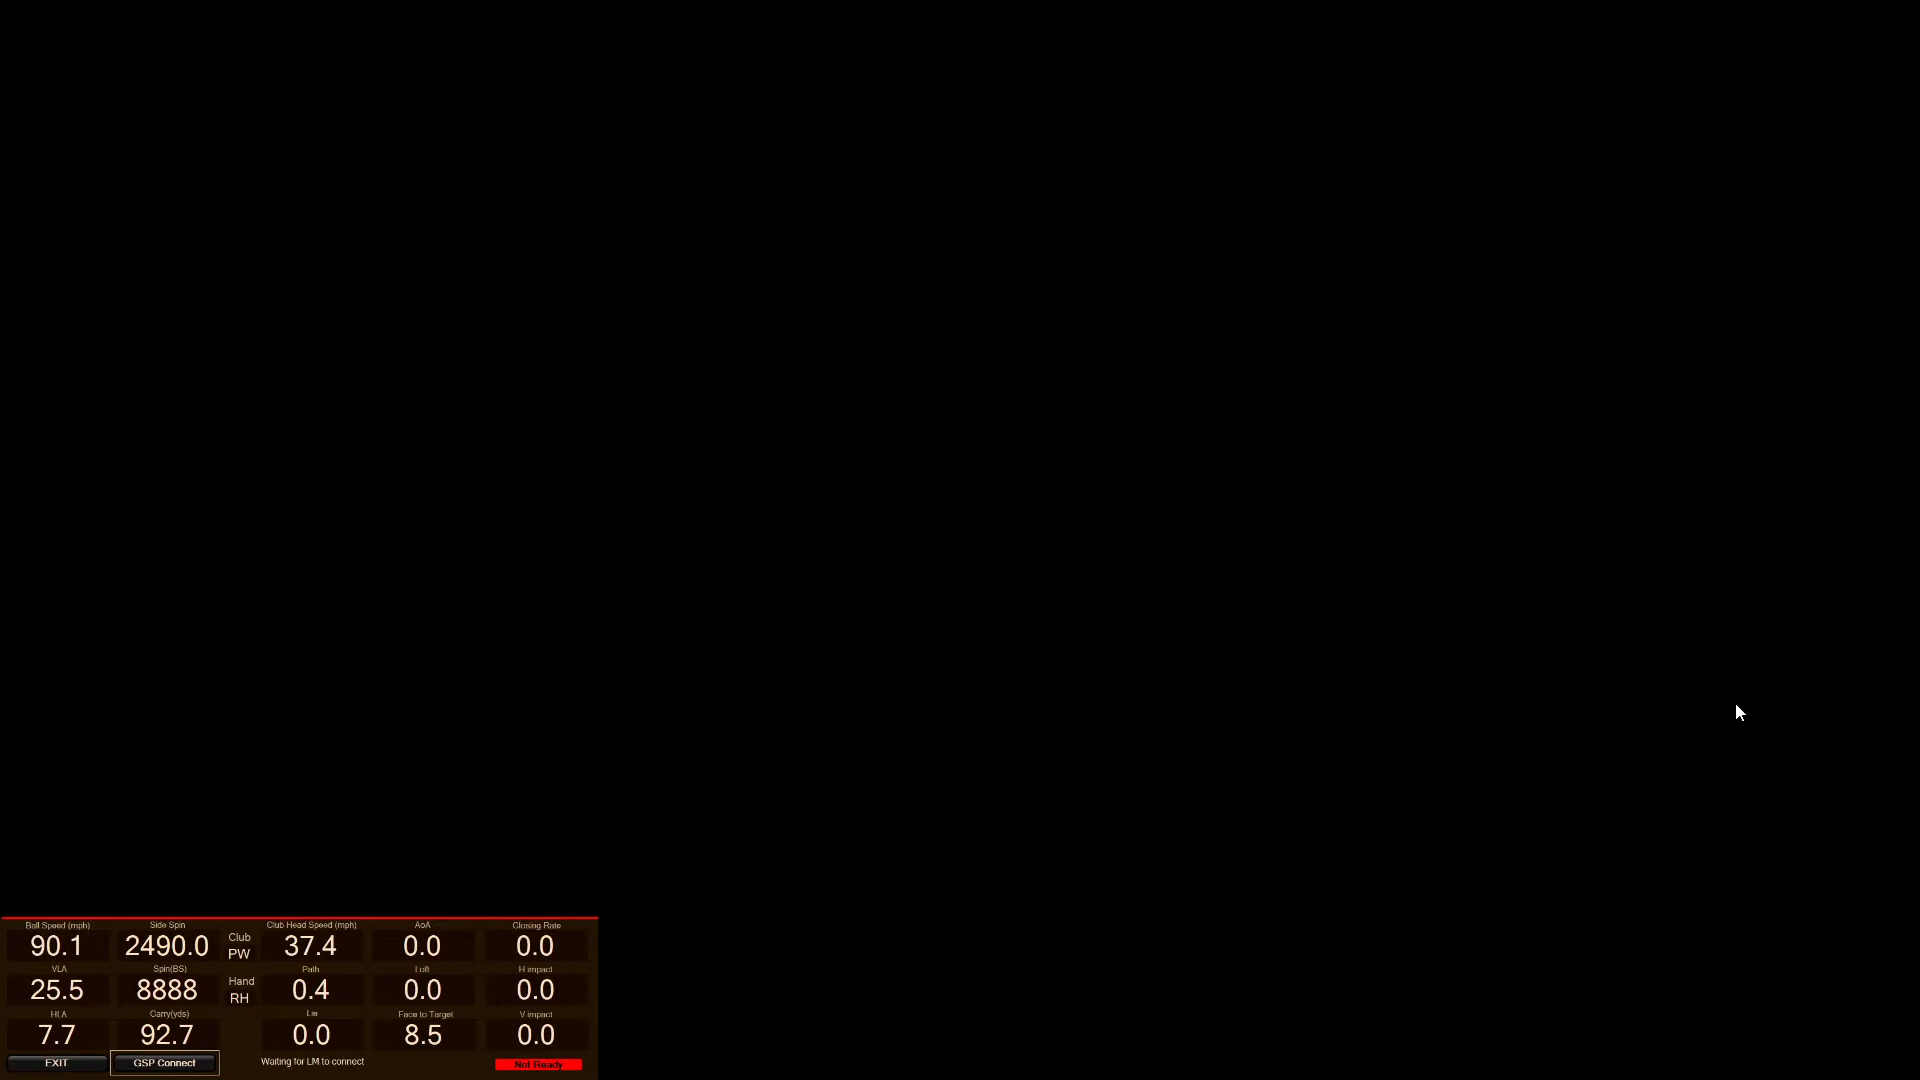 Ball Speed (mph) Side Spin Club Head Speed (mph) AoA Closing Rate
90.1 2490.0 Club PW 37.4 0.0 0.0
VLA Spin(BS) Path Loft H impact
25.5 8888 Hand RH 0.4 0.0 0.0
HLA Carry(yds) Lie Face to Target V impact
7.7 92.7 0.0 8.5 0.0
EXIT GSP Connect Waiting for LM to connect Not Ready